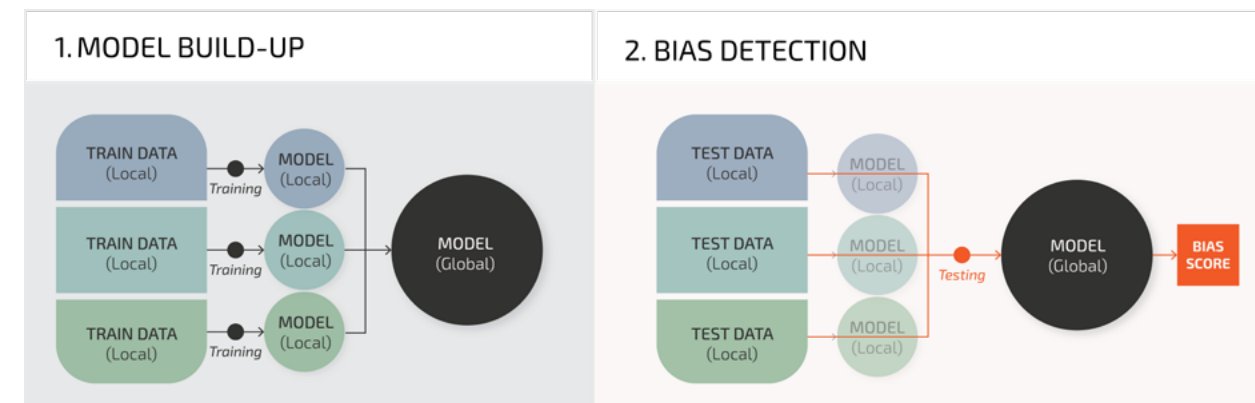 1. MODEL BUILD-UP
TRAIN DATA
(Local)
Training
MODEL
(Local)
TRAIN DATA
(Local)
Training
MODEL
(Local)
TRAIN DATA
(Local)
Training
MODEL
(Local)
MODEL
(Global)
2. BIAS DETECTION
TEST DATA
(Local)
MODEL
(Local)
TEST DATA
(Local)
MODEL
(Local)
TEST DATA
(Local)
MODEL
(Local)
Testing
MODEL
(Global)
BIAS
SCORE